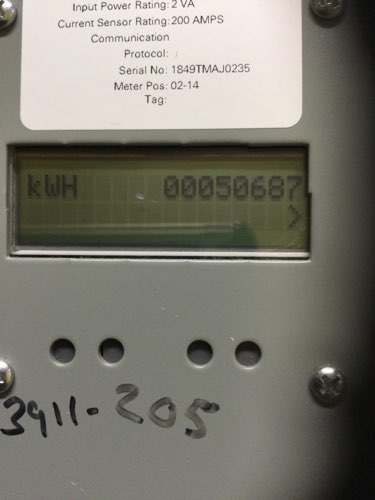 Input Power Rating: 2 VA
Current Sensor Rating: 200 AMPS
Communication
Protocol:
Serial No: 1849TMAJ0235
Meter Pos: 02-14
Tag:
kWH 00050687
>
3911-205